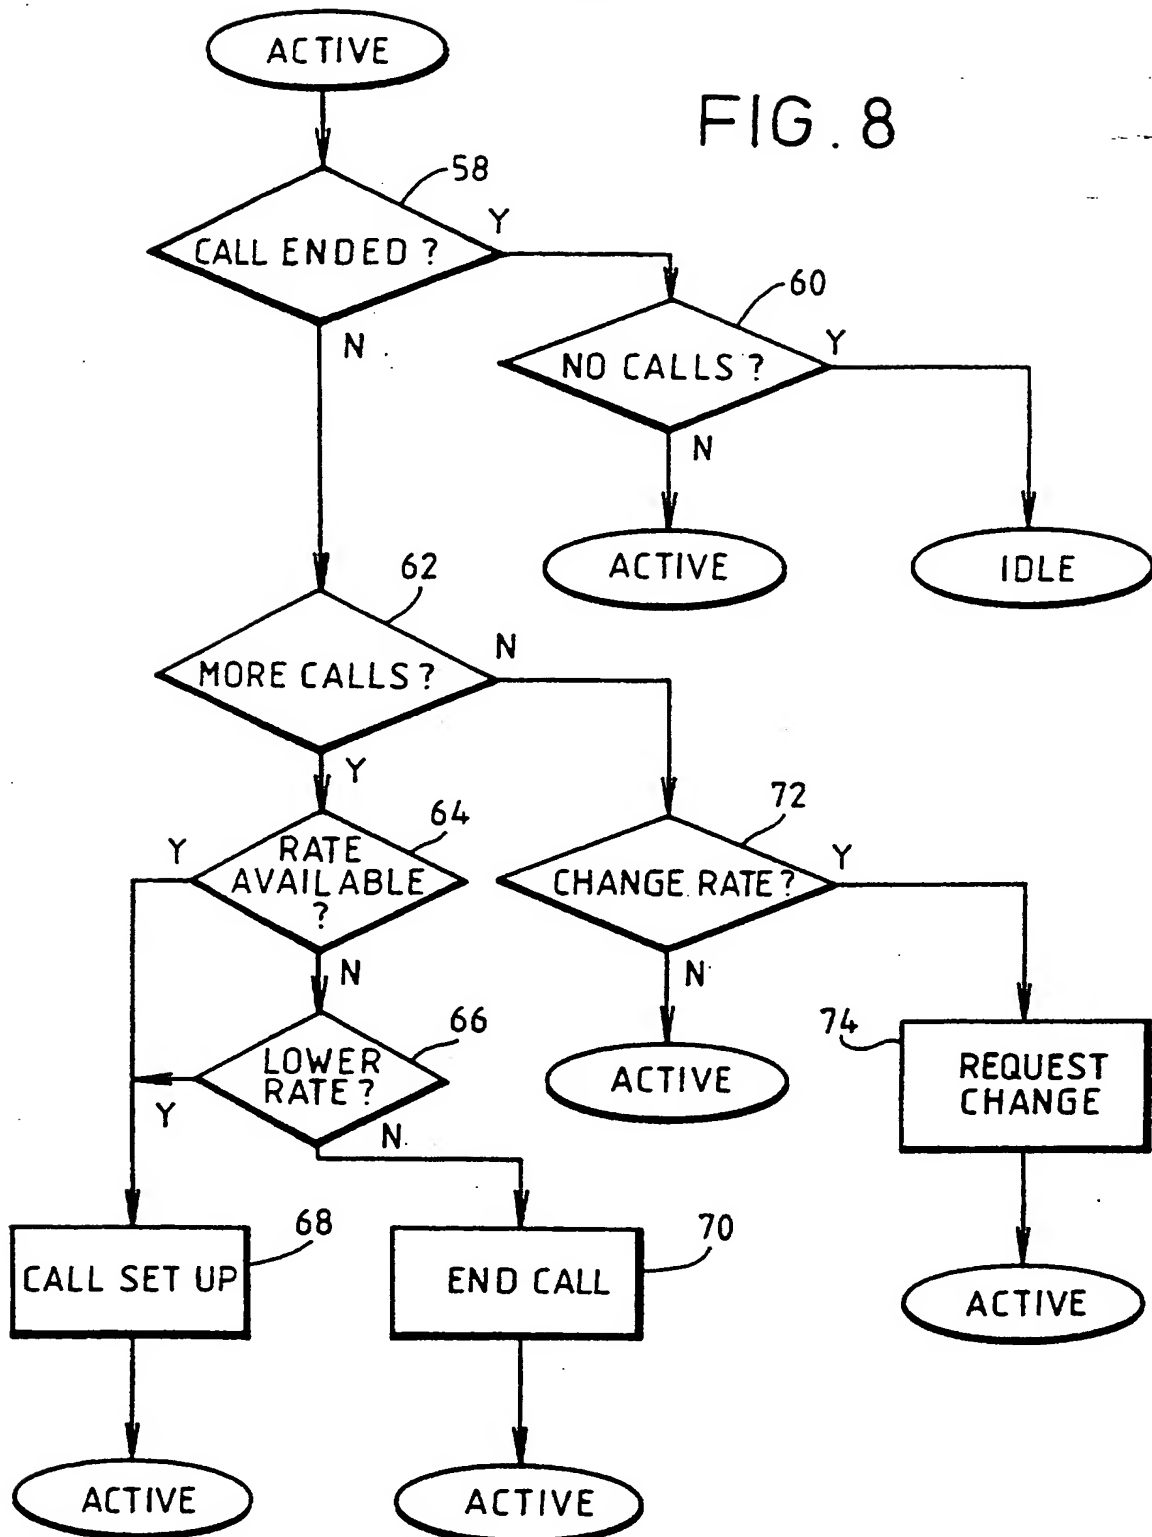 ACTIVE
FIG. 8
58
Y
CALL ENDED ?
60
N
Y
NO CALLS ?
N
62
ACTIVE
IDLE
N
MORE CALLS ?
Y
72
64
Y
RATE
AVAILABLE
?
Y
CHANGE RATE ?
N
N
66
74
LOWER
RATE ?
ACTIVE
REQUEST
CHANGE
Y
N
68
70
CALL SET UP
END CALL
ACTIVE
ACTIVE
ACTIVE